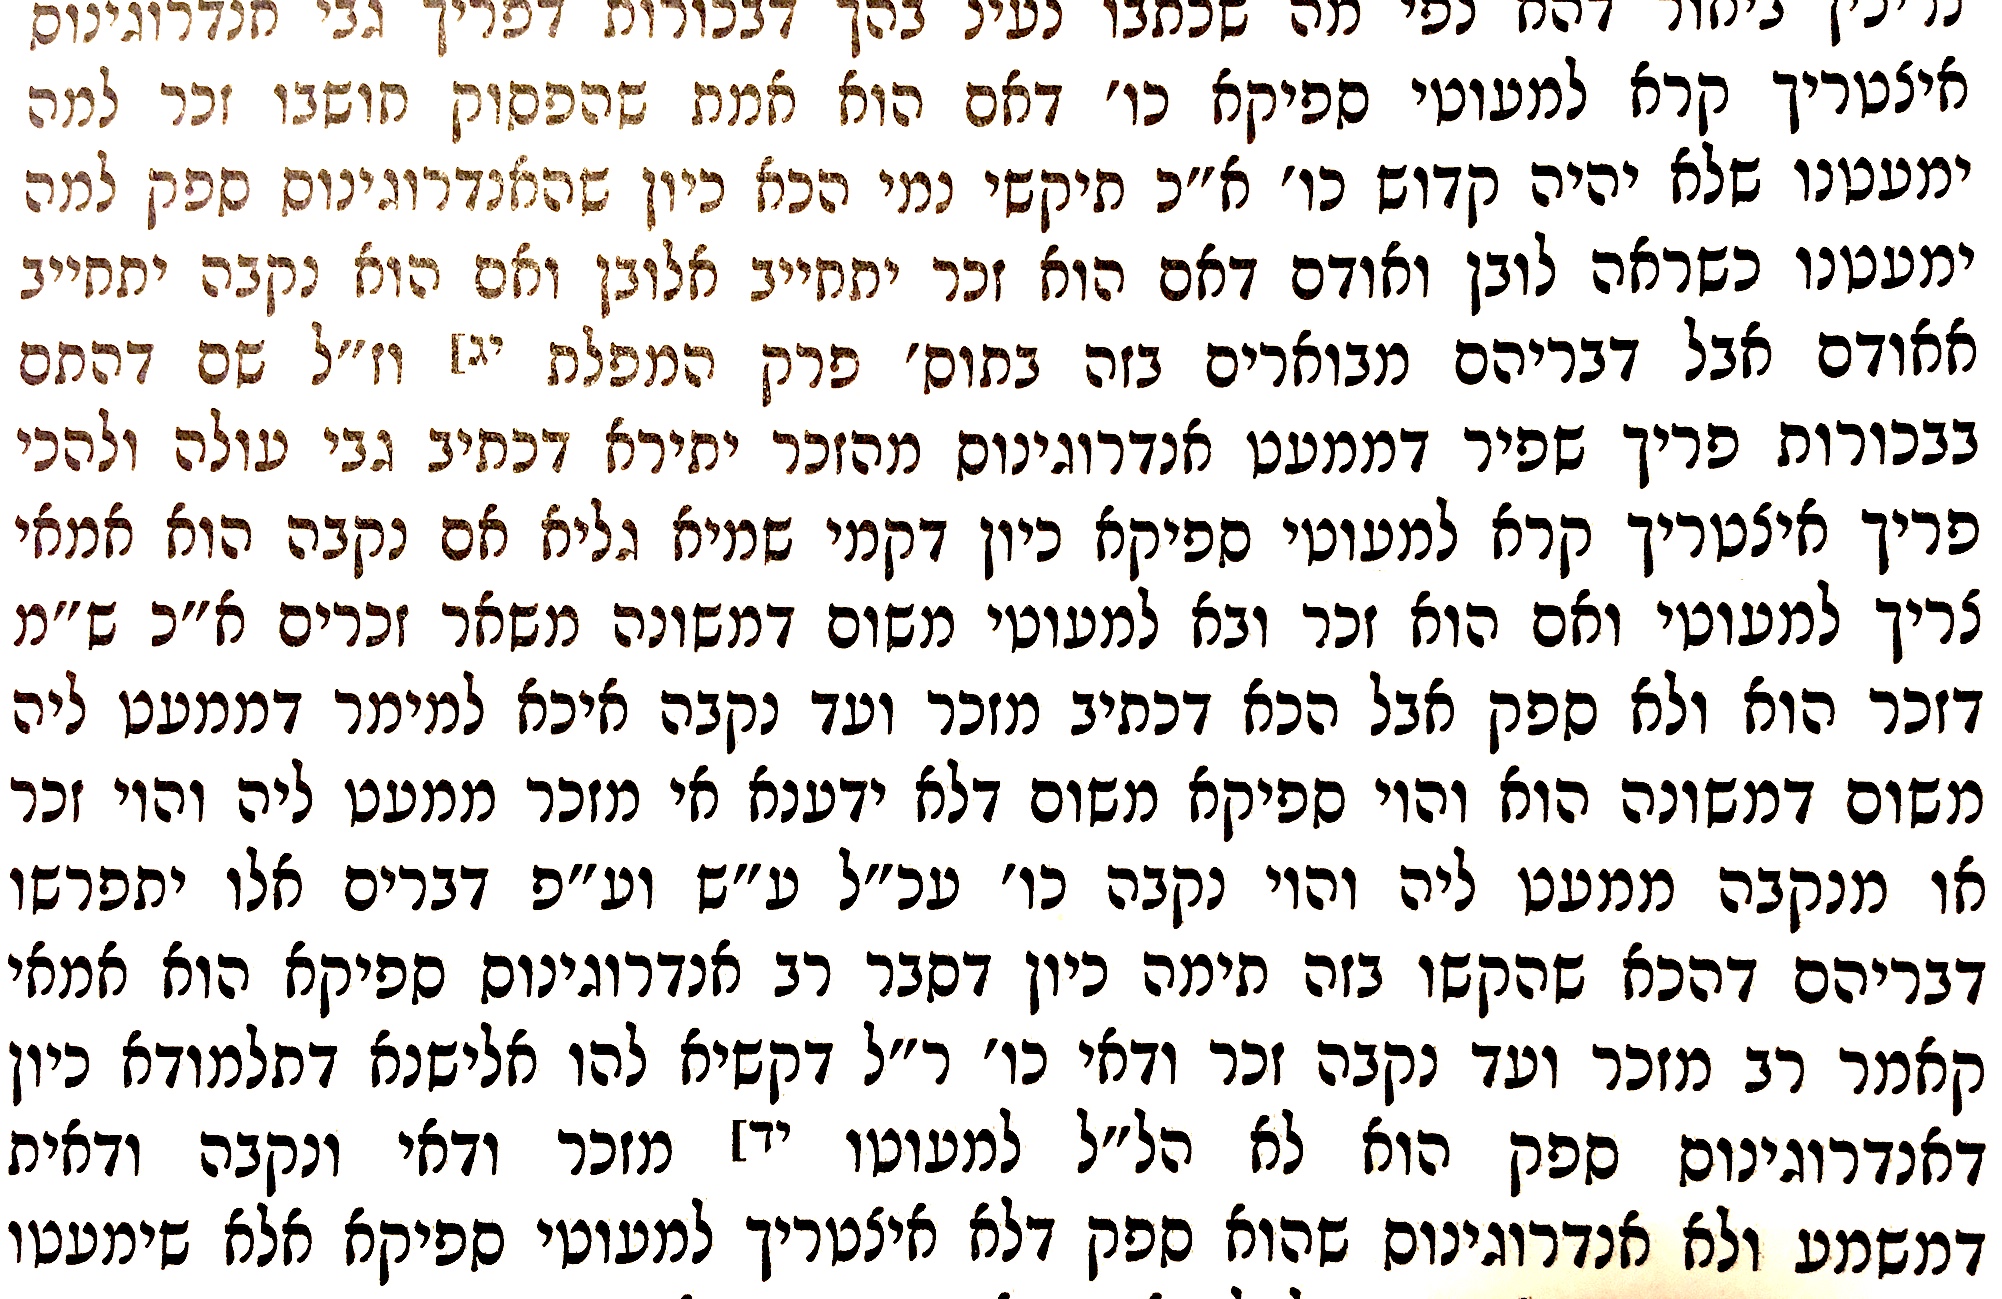 צריכין ביאור דהא כפי מה שכתבו נעיל בהך דבכורות דפריך גבי אנדרוגינוס
איצטריך קרא למעוטי ספיקא כו׳ דאם הוא אמת שהפסוק חושבו זכר למה
ימעטנו שלא יהיה קדוש כו׳ א״כ תיקשי נמי הכא כיון שהאנדרוגינוס ספק למה
ימעטנו כשראה לובן ואודם דאם הוא זכר יתחייב אלובן ואם הוא נקבה יתחייב
אאודם אבל דבריהם מבוארים בזה בתוס׳ פרק המפלת יג] וז״ל שם דהתם
בבכורות פריך שפיר דממעט אנדרוגינוס מהזכר יתירא דכתיב גבי עולה ולהכי
פריך איצטריך קרא למעוטי ספיקא כיון דקמי שמיא גליא אם נקבה הוא אמאי
צריך למעוטי ואם הוא זכר ובא למעוטי משום דמשונה משאר זכרים א״כ ש״מ
דזכר הוא ולא ספק אבל הכא דכתיב מזכר ועד נקבה איכא למימר דממעט ליה
משום דמשונה הוא והוי ספיקא משום דלא ידענא אי מזכר ממעט ליה והוי זכר
או מנקבה ממעט ליה והוי נקבה כו׳ עכ״ל ע״ש וע״פ דברים אלו יתפרשו
דבריהם דהכא שהקשו בזה תימה כיון דסבר רב אנדרוגינוס ספיקא הוא אמאי
קאמר רב מזכר ועד נקבה זכר ודאי כו׳ ר״ל דקשיא להו אלישנא דתלמודא כיון
דאנדרוגינוס ספק הוא לא הל״ל למעוטו יד] מזכר ודאי ונקבה ודאית
דמשמע ולא אנדרוגינוס שהוא ספק דלא איצטריך למעוטי ספיקא אלא שימעטו